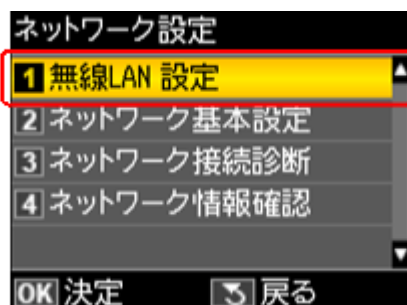 ネットワーク設定
1 無線LAN 設定
2 ネットワーク基本設定
3 ネットワーク接続診断
4 ネットワーク情報確認
OK 決定 戻る